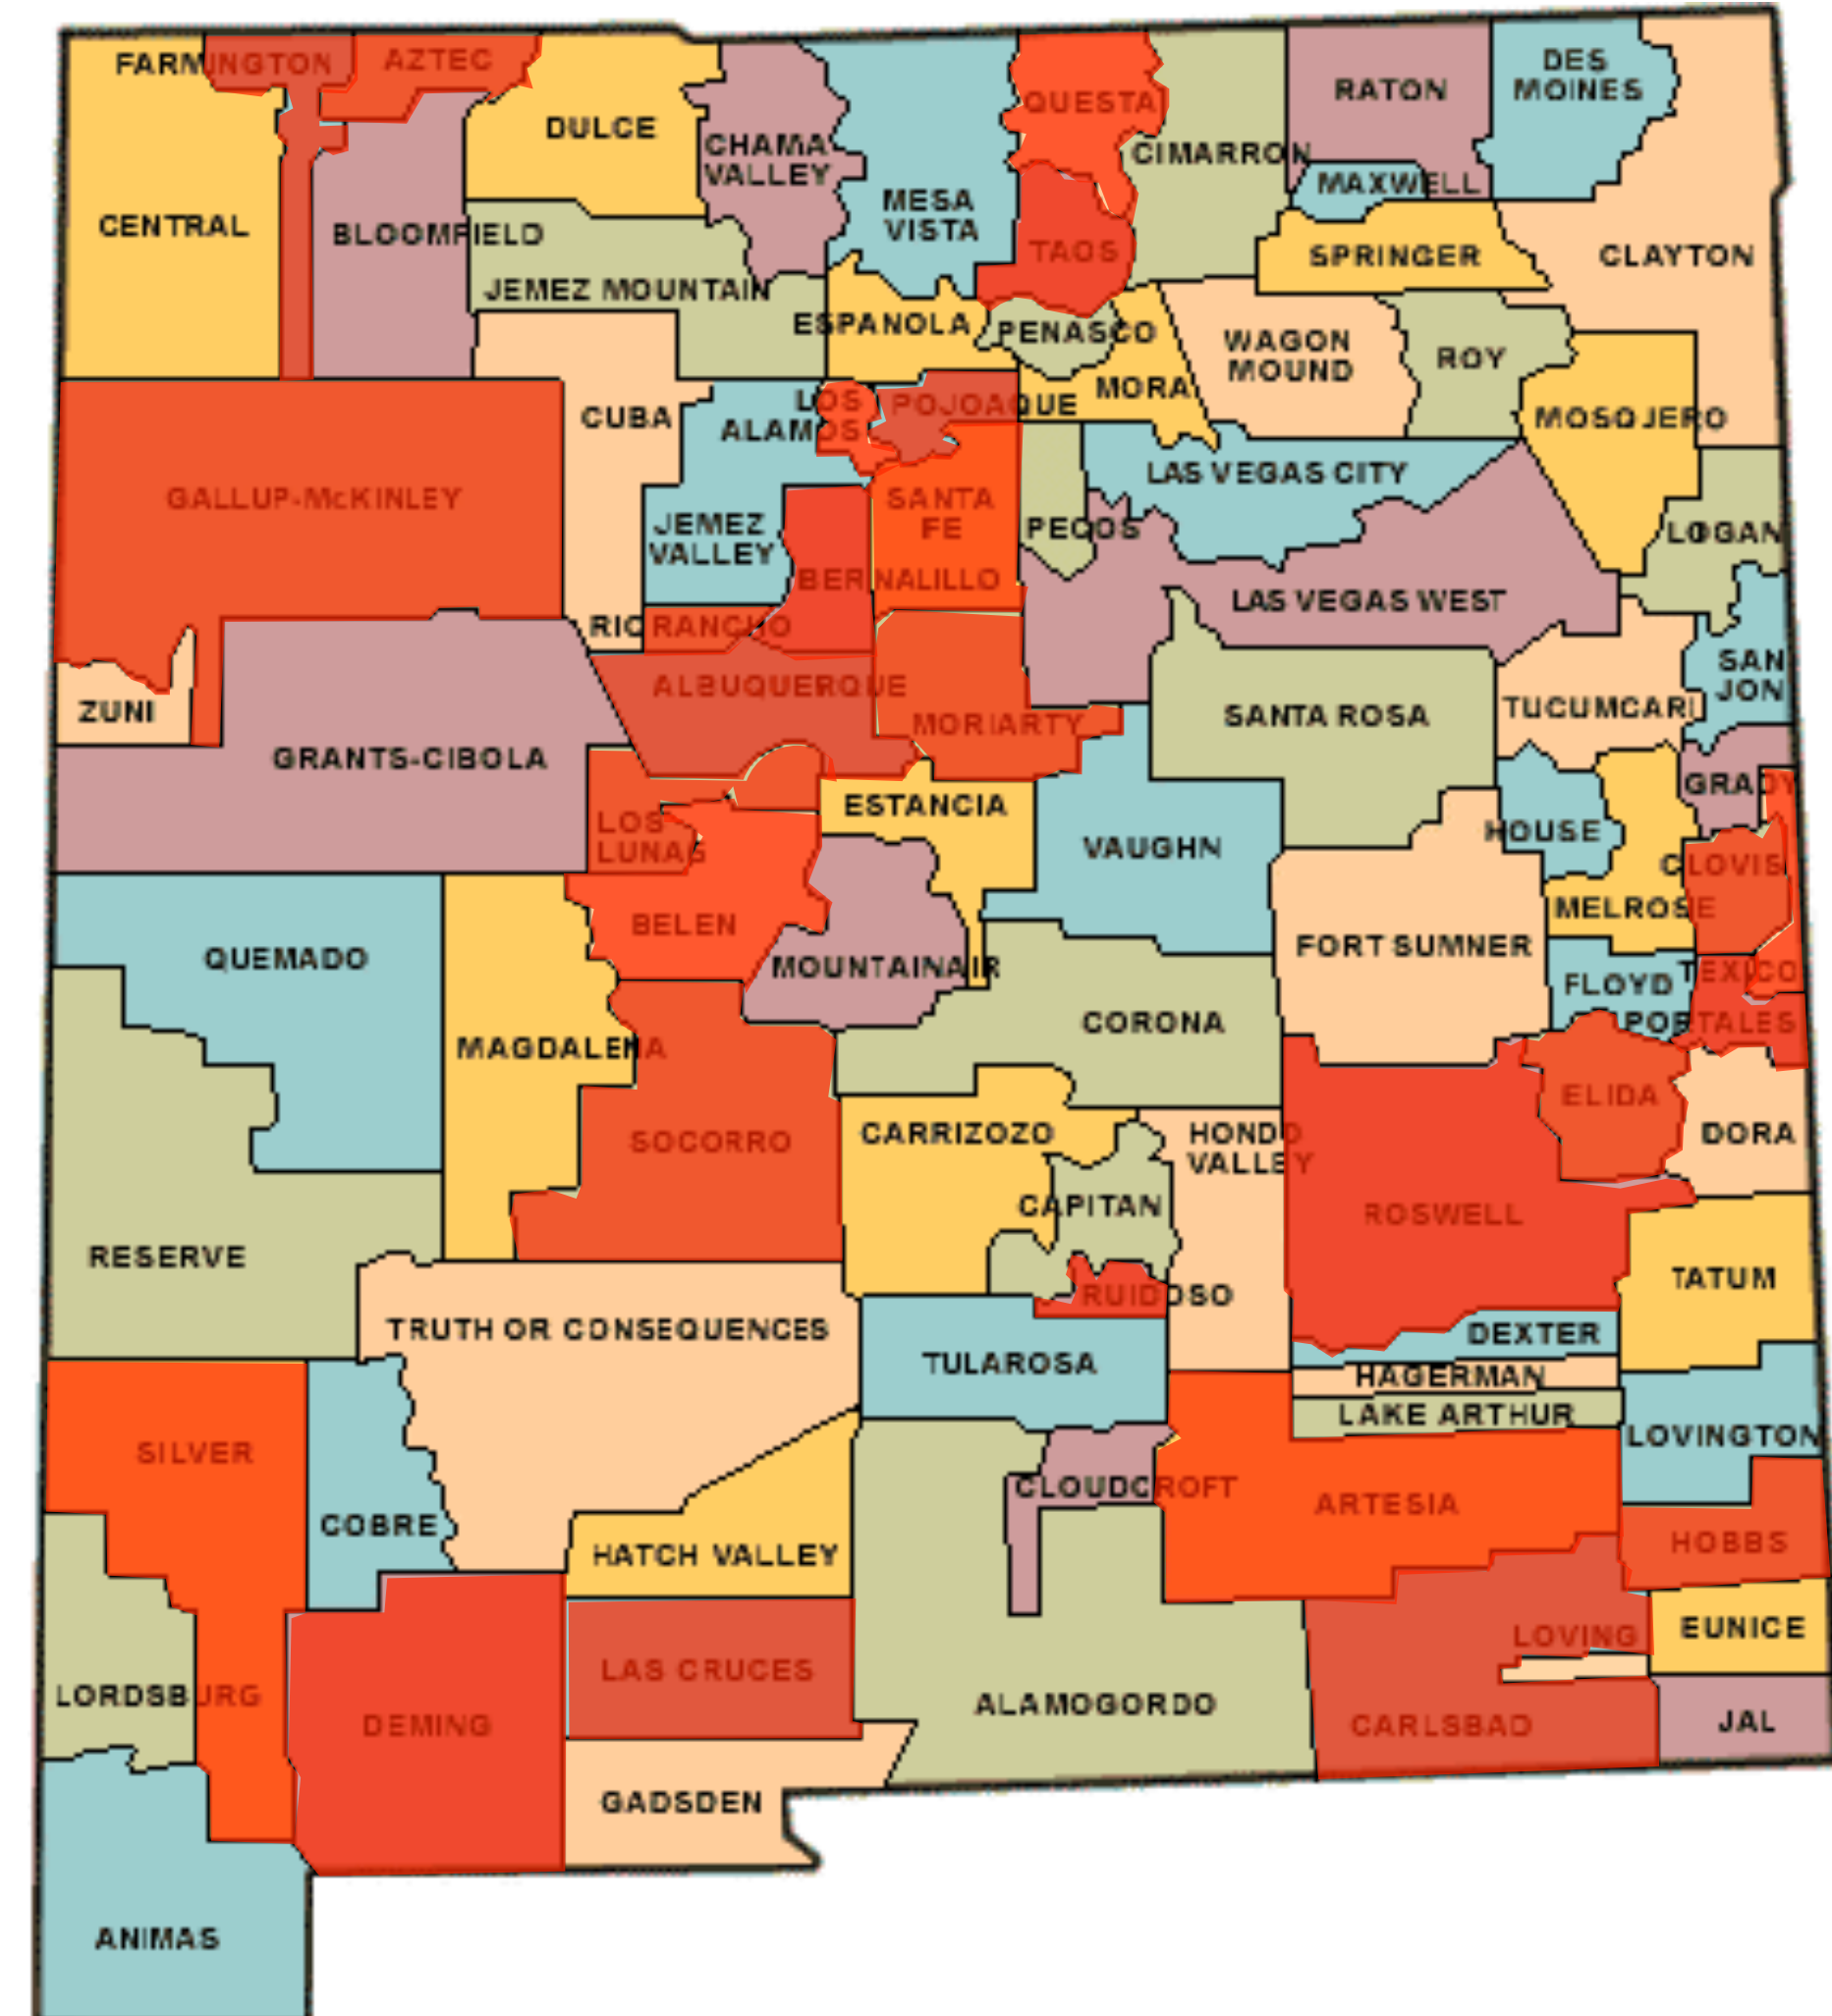 FARMINGTON
AZTEC
DULCE
CHAMA
VALLEY
MESA
VISTA
QUESTA
CIMARRON
RATON
DES
MOINES
MAXWELL
CENTRAL
BLOOMFIELD
JEMEZ MOUNTAIN
TAOS
SPRINGER
CLAYTON
ESPANOLA
PENASCO
WAGON
MOUND
ROY
MORA
CUBA
LOS
ALAMOS
POJOAQUE
MOSQJERO
GALLUP-McKINLEY
JEMEZ
VALLEY
SANTA
FE
PECOS
LAS VEGAS CITY
LOGAN
BERNALILLO
LAS VEGAS WEST
RIO RANCHO
ZUNI
ALBUQUERQUE
MORIARTY
SANTA ROSA
TUCUMCARI
SAN
JON
GRANTS-CIBOLA
ESTANCIA
VAUGHN
HOUSE
GRADY
LOS
LUNAS
CLOVIS
BELEN
MELROSE
QUEMADO
MOUNTAINAIR
FORT SUMNER
FLOYD
TEXICO
MAGDALENA
CORONA
PORTALES
SOCORRO
CARRIZOZO
HONDO
VALLEY
ELIDA
DORA
CAPITAN
ROSWELL
RESERVE
RUIDOSO
TATUM
TRUTH OR CONSEQUENCES
TULAROSA
DEXTER
HAGERMAN
LAKE ARTHUR
LOVINGTON
SILVER
COBRE
CLOUDCROFT
ARTESIA
HATCH VALLEY
HOBBS
LORDSBURG
DEMING
LAS CRUCES
ALAMOGORDO
LOVING
EUNICE
CARLSBAD
JAL
GADSDEN
ANIMAS